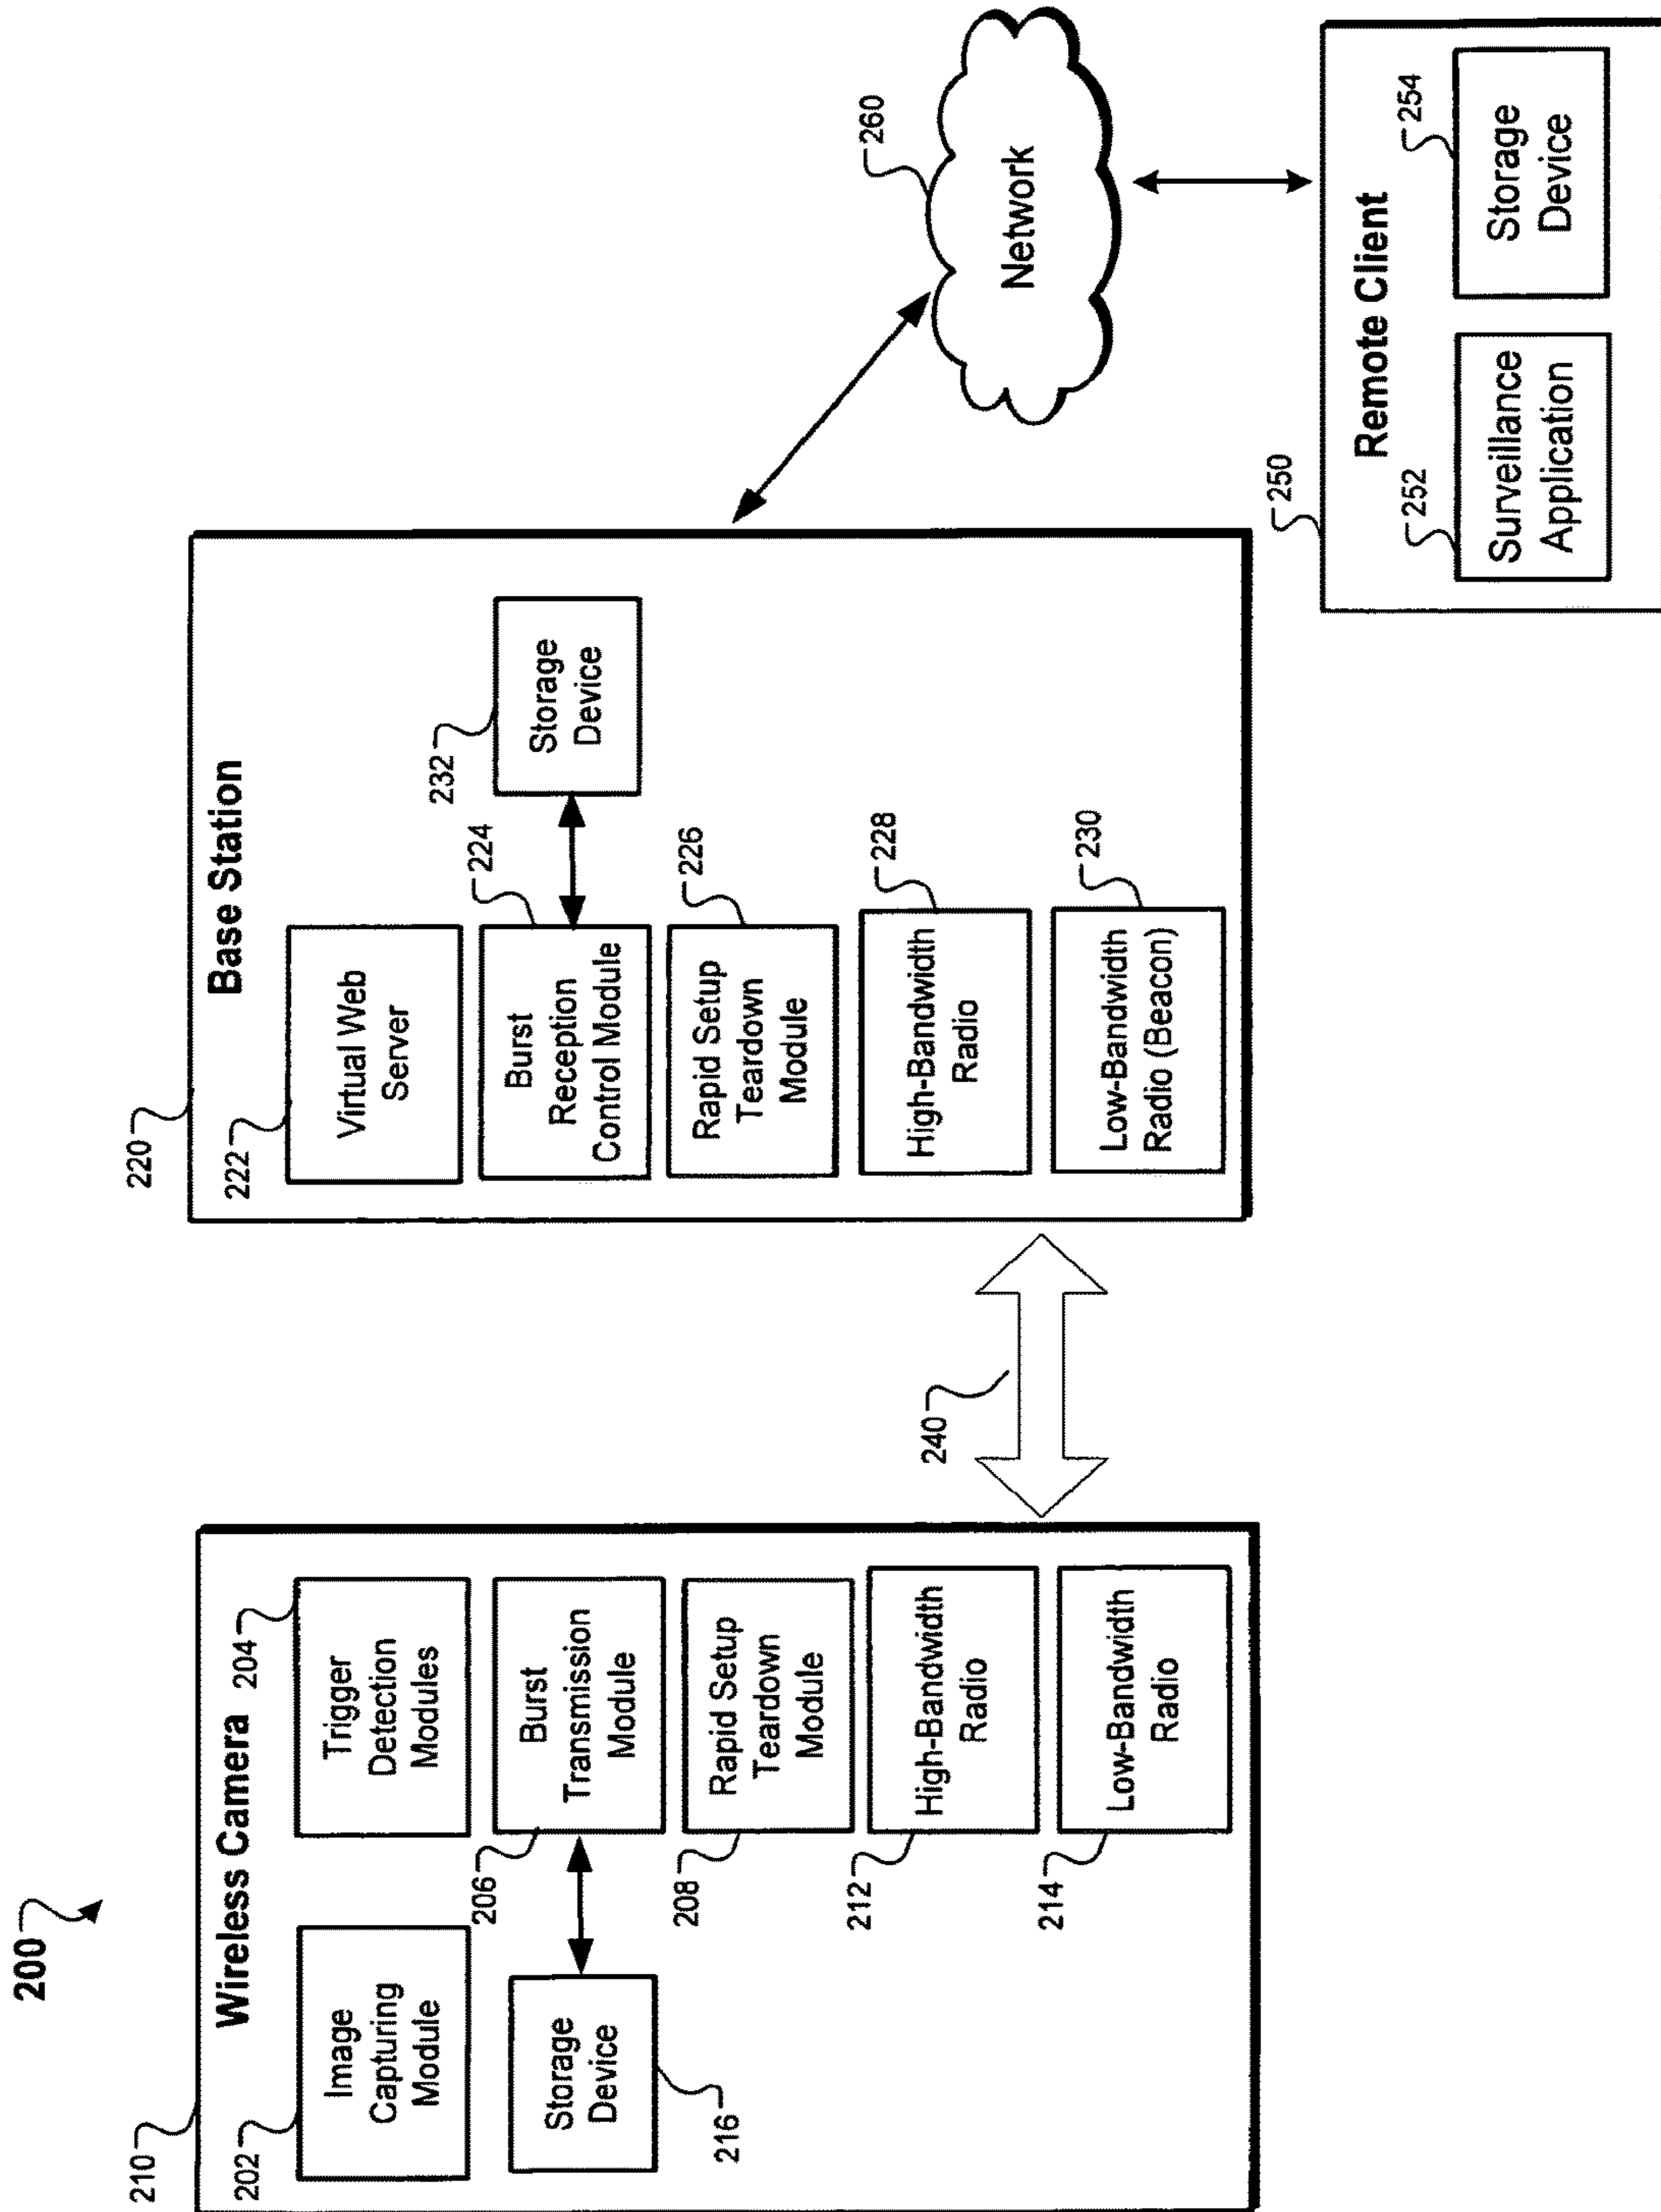 200
210
Wireless Camera
202
Image
Capturing
Module
204
Trigger
Detection
Modules
206
Burst
Transmission
Module
Storage
Device
216
208
Rapid Setup
Teardown
Module
212
High-Bandwidth
Radio
214
Low-Bandwidth
Radio
240
220
Base Station
222
Virtual Web
Server
224
Burst
Reception
Control Module
232
Storage
Device
226
Rapid Setup
Teardown
Module
228
High-Bandwidth
Radio
230
Low-Bandwidth
Radio (Beacon)
260
Network
250
Remote Client
252
Surveillance
Application
254
Storage
Device